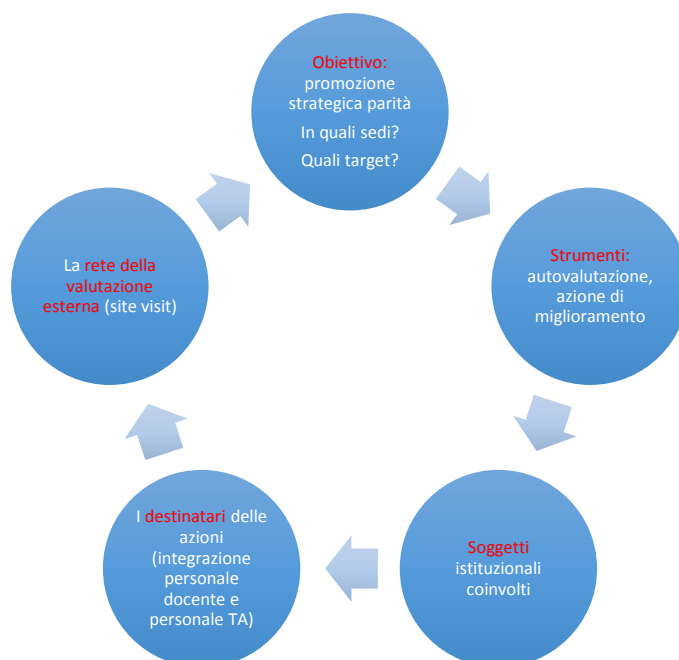 Obiettivo:
promozione
strategica parità
In quali sedi?
Quali target?
Strumenti:
autovalutazione,
azione di
miglioramento
Soggetti
istituzionali
coinvolti
I destinatari delle
azioni
(integrazione
personale
docente e
personale TA)
La rete della
valutazione
esterna (site visit)